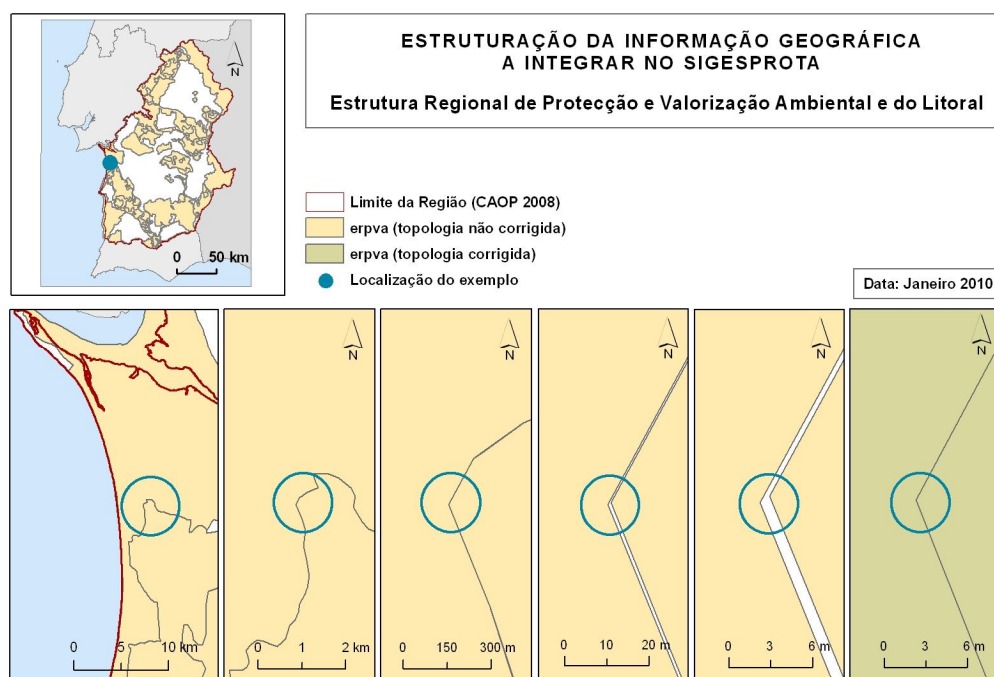 ESTRUTURAÇÃO DA INFORMAÇÃO GEOGRÁFICA
A INTEGRAR NO SIGESPROTA
Estrutura Regional de Protecção e Valorização Ambiental e do Litoral
N
0 50 km
Limite da Região (CAOP 2008)
erpva (topologia não corrigida)
erpva (topologia corrigida)
Localização do exemplo
Data: Janeiro 2010
N
N
N
N
N
0 5 10 km
0 1 2 km
0 150 300 m
0 10 20 m
0 3 6 m
0 3 6 m